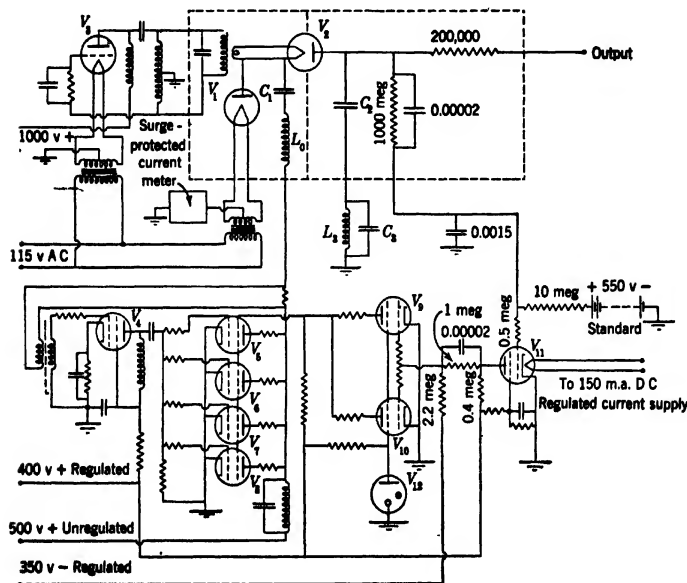 V3
V2
200,000
Output
V1
C1
C2
1000 meg
0.00002
Surge-
protected
current
meter
L0
1000 v +
115 v AC
L2
C3
0.0015
10 meg
+ 550 v -
Standard
0.5 meg
V4
V5
V6
V7
V8
V9
V10
V12
1 meg
0.00002
2.2 meg
0.4 meg
V11
To 150 m.a. D C
Regulated current supply
400 v + Regulated
500 v + Unregulated
350 v - Regulated